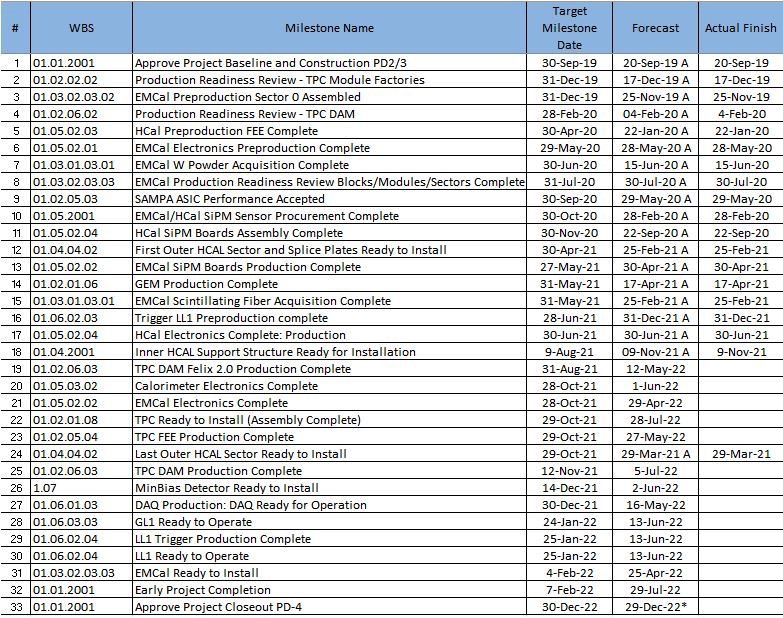 # WBS Milestone Name Target Milestone Date Forecast Actual Finish
1 01.01.2001 Approve Project Baseline and Construction PD2/3 30-Sep-19 20-Sep-19 A 20-Sep-19
2 01.02.02.02 Production Readiness Review - TPC Module Factories 31-Dec-19 17-Dec-19 A 17-Dec-19
3 01.03.02.03.02 EMCal Preproduction Sector 0 Assembled 31-Dec-19 25-Nov-19 A 25-Nov-19
4 01.02.06.02 Production Readiness Review - TPC DAM 28-Feb-20 04-Feb-20 A 4-Feb-20
5 01.05.02.03 HCal Preproduction FEE Complete 30-Apr-20 22-Jan-20 A 22-Jan-20
6 01.05.02.01 EMCal Electronics Preproduction Complete 29-May-20 28-May-20 A 28-May-20
7 01.03.01.03.01 EMCal W Powder Acquisition Complete 30-Jun-20 15-Jun-20 A 15-Jun-20
8 01.03.02.03.03 EMCal Production Readiness Review Blocks/Modules/Sectors Complete 31-Jul-20 30-Jul-20 A 30-Jul-20
9 01.02.05.03 SAMPA ASIC Performance Accepted 30-Sep-20 29-May-20 A 29-May-20
10 01.05.2001 EMCal/HCal SiPM Sensor Procurement Complete 30-Oct-20 28-Feb-20 A 28-Feb-20
11 01.05.02.04 HCal SiPM Boards Assembly Complete 30-Nov-20 22-Sep-20 A 22-Sep-20
12 01.04.04.02 First Outer HCAL Sector and Splice Plates Ready to Install 30-Apr-21 25-Feb-21 A 25-Feb-21
13 01.05.02.02 EMCal SiPM Boards Production Complete 27-May-21 30-Apr-21 A 30-Apr-21
14 01.02.01.06 GEM Production Complete 31-May-21 17-Apr-21 A 17-Apr-21
15 01.03.01.03.01 EMCal Scintillating Fiber Acquisition Complete 31-May-21 25-Feb-21 A 25-Feb-21
16 01.06.02.03 Trigger LL1 Preproduction complete 28-Jun-21 31-Dec-21 A 31-Dec-21
17 01.05.02.04 HCal Electronics Complete: Production 30-Jun-21 30-Jun-21 A 30-Jun-21
18 01.04.2001 Inner HCAL Support Structure Ready for Installation 9-Aug-21 09-Nov-21 A 9-Nov-21
19 01.02.06.03 TPC DAM Felix 2.0 Production Complete 31-Aug-21 12-May-22
20 01.05.03.02 Calorimeter Electronics Complete 28-Oct-21 1-Jun-22
21 01.05.02.02 EMCal Electronics Complete 28-Oct-21 29-Apr-22
22 01.02.01.08 TPC Ready to Install (Assembly Complete) 29-Oct-21 28-Jul-22
23 01.02.05.04 TPC FEE Production Complete 29-Oct-21 27-May-22
24 01.04.04.02 Last Outer HCAL Sector Ready to Install 29-Oct-21 29-Mar-21 A 29-Mar-21
25 01.02.06.03 TPC DAM Production Complete 12-Nov-21 5-Jul-22
26 1.07 MinBias Detector Ready to Install 14-Dec-21 2-Jun-22
27 01.06.01.03 DAQ Production: DAQ Ready for Operation 30-Dec-21 16-May-22
28 01.06.03.03 GL1 Ready to Operate 24-Jan-22 13-Jun-22
29 01.06.02.04 LL1 Trigger Production Complete 25-Jan-22 13-Jun-22
30 01.06.02.04 LL1 Ready to Operate 25-Jan-22 13-Jun-22
31 01.03.02.03.03 EMCal Ready to Install 4-Feb-22 25-Apr-22
32 01.01.2001 Early Project Completion 7-Feb-22 29-Jul-22
33 01.01.2001 Approve Project Closeout PD-4 30-Dec-22 29-Dec-22*